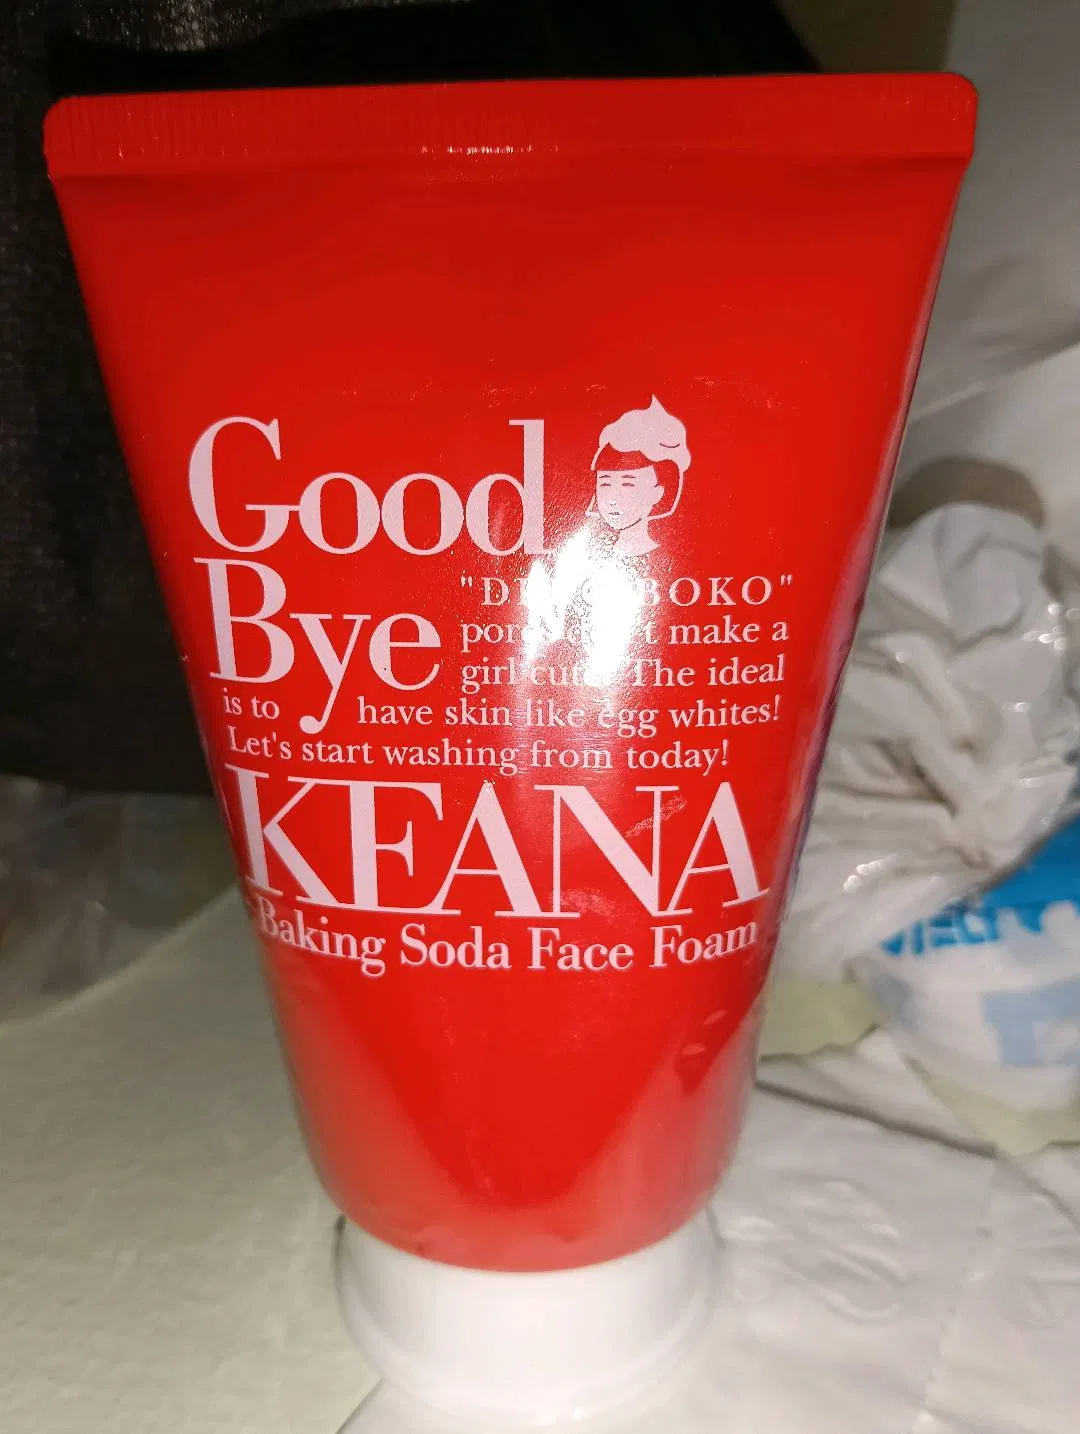 Good
Bye
BOKO"
make a
girl The ideal
is to have skin like egg whites!
Let's start washing from today!
KEANA
Baking Soda Face Foam